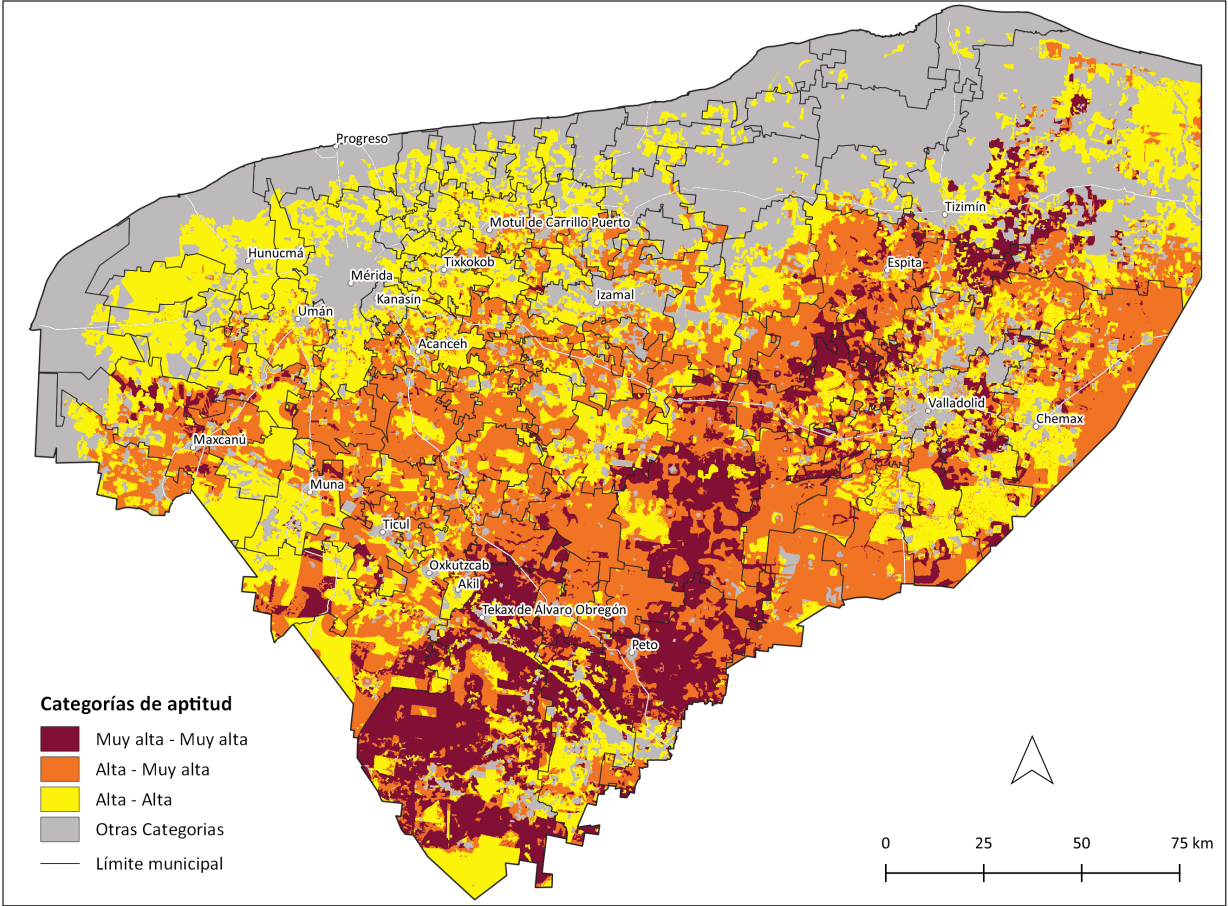 Progreso
Motul de Carrillo Puerto
Tizimín
Hunucmá
Tixkokob
Espita
Mérida
Kanasín
Izamal
Umán
Acanceh
Valladolid
Chemax
Maxcanú
Muna
Ticul
Oxkutzcab
Akil
Tekax de Álvaro Obregón
Peto
Categorías de aptitud
Muy alta - Muy alta
Alta - Muy alta
Alta - Alta
Otras Categorias
Límite municipal
0 25 50 75 km